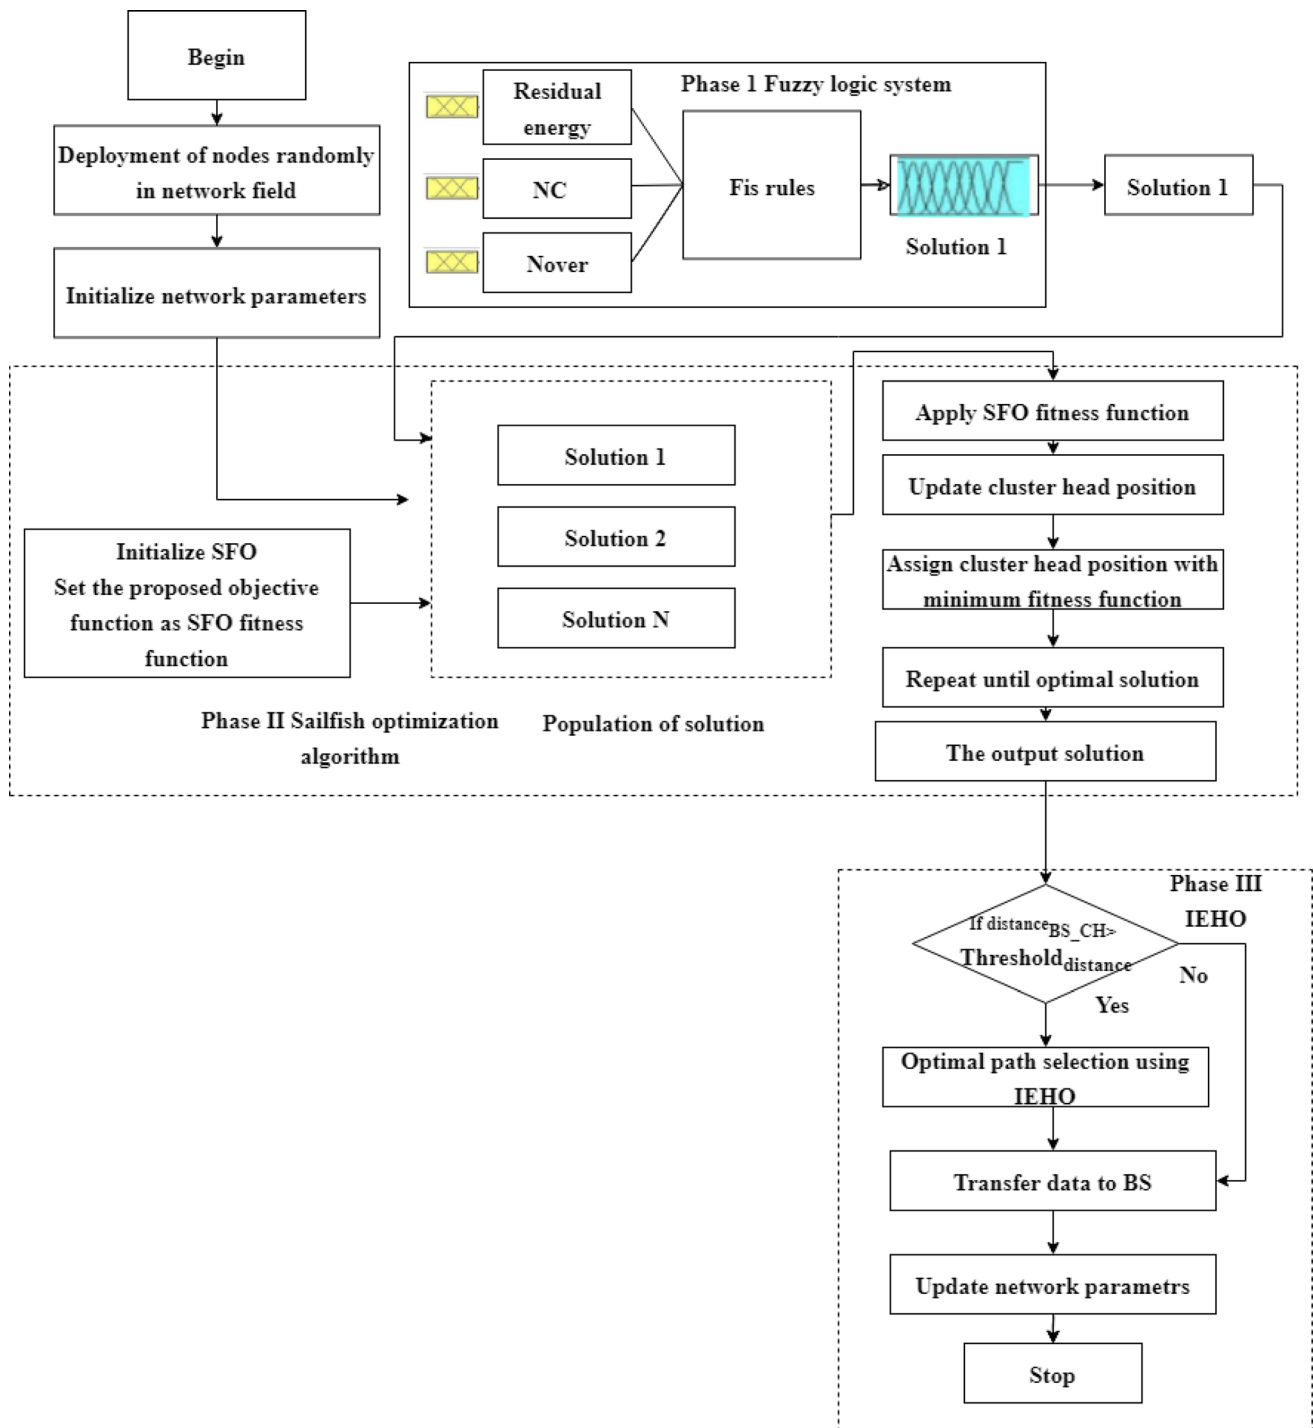 Begin
Deployment of nodes randomly
in network field
Initialize network parameters
Phase 1 Fuzzy logic system
Residual
energy
NC
Nover
Fis rules
Solution 1
Solution 1
Solution 1
Solution 2
Solution N
Initialize SFO
Set the proposed objective
function as SFO fitness
function
Phase II Sailfish optimization
algorithm
Population of solution
Apply SFO fitness function
Update cluster head position
Assign cluster head position with
minimum fitness function
Repeat until optimal solution
The output solution
Phase III
IEHO
If distance BS_CH>
Threshold distance
No
Yes
Optimal path selection using
IEHO
Transfer data to BS
Update network parametrs
Stop